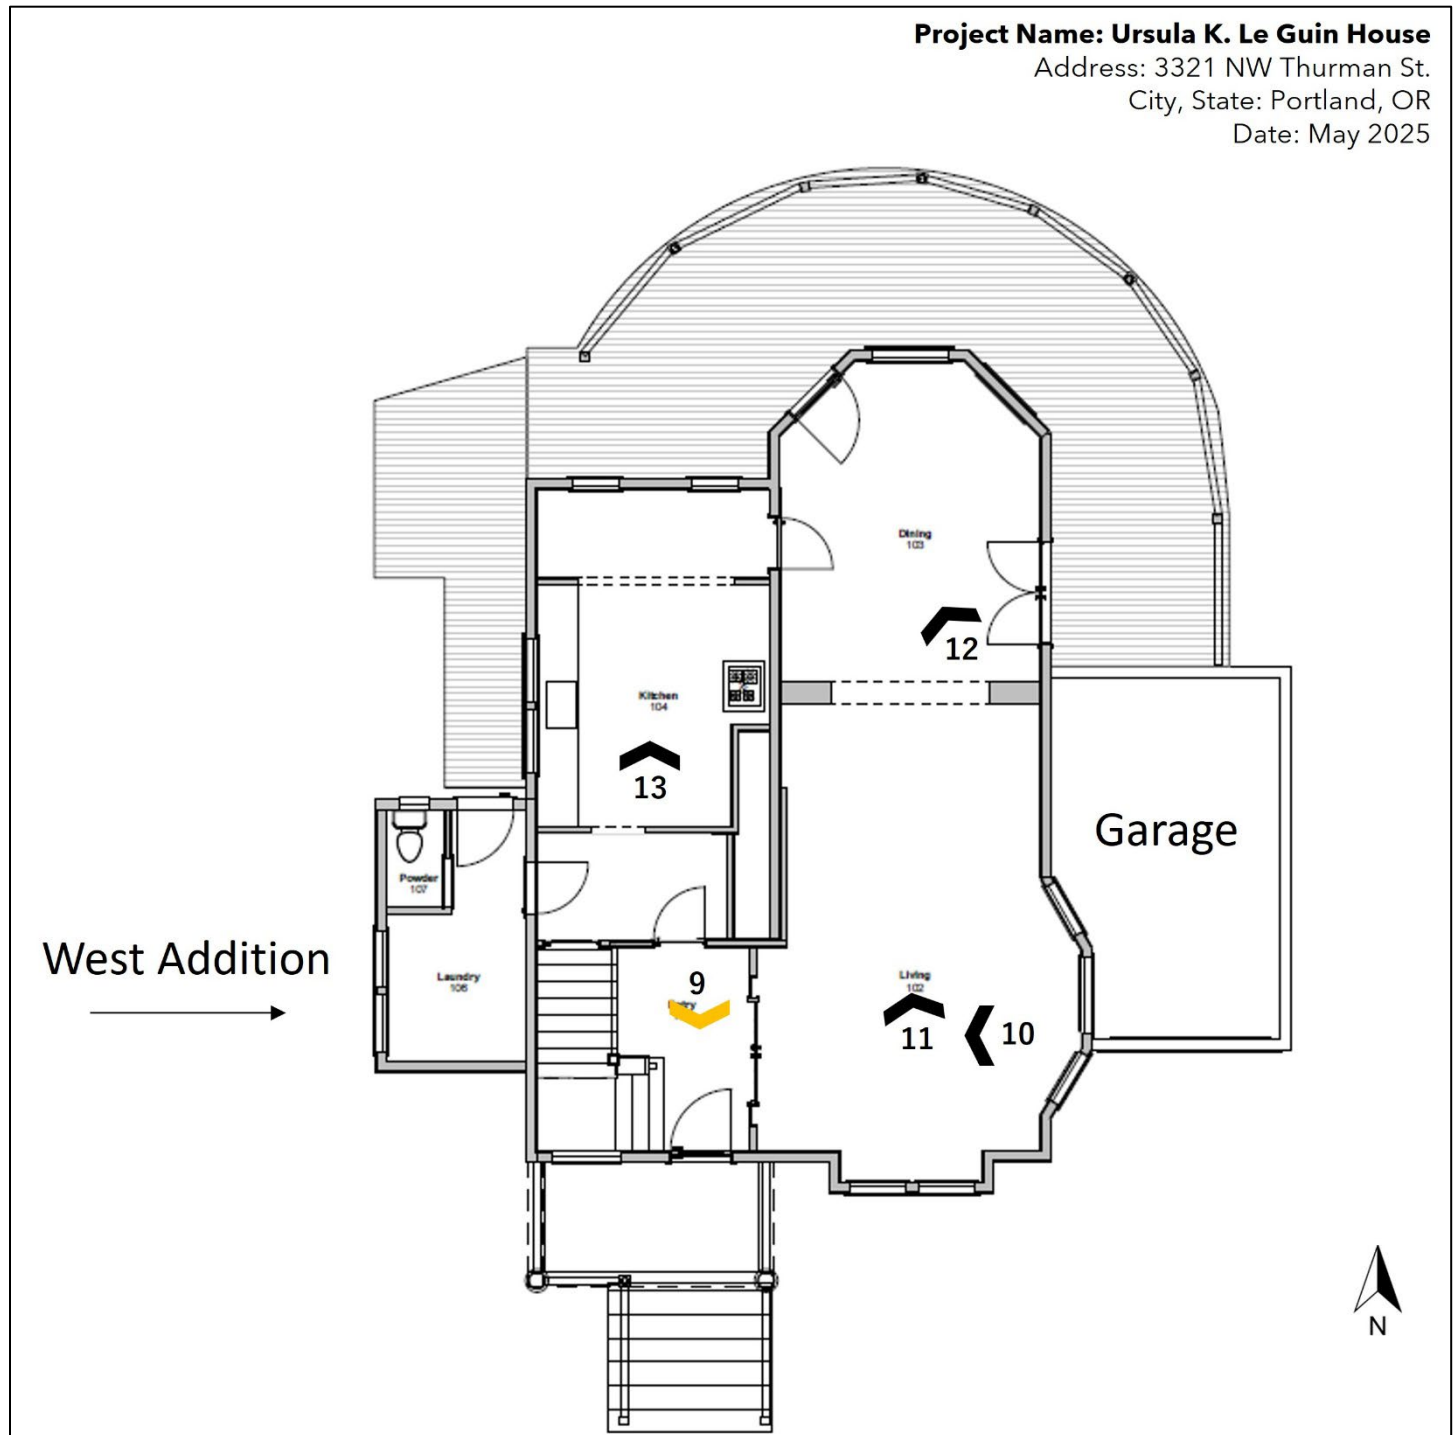 Project Name: Ursula K. Le Guin House
Address: 3321 NW Thurman St.
City, State: Portland, OR
Date: May 2025
Dining
103
12
Kitchen
104
13
Garage
Powder
107
West Addition
Laundry
9
Living
102
11
10
N